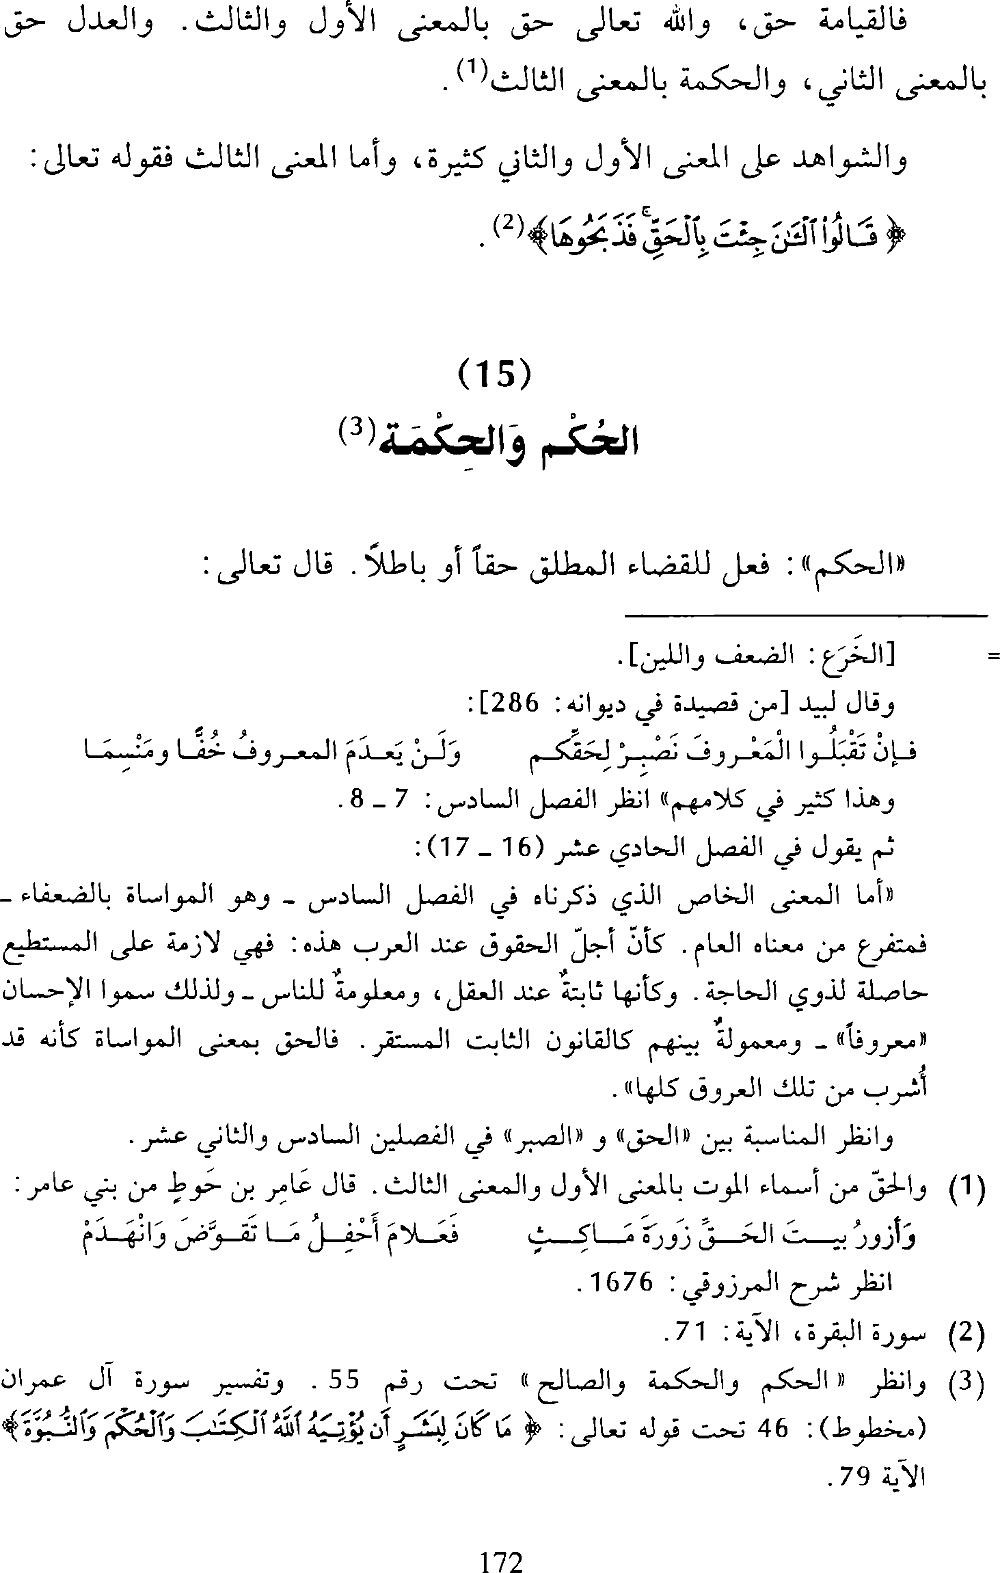 فالقيامة حق، والله تعالى حق بالمعنى الأول والثالث. والعدل حق
بالمعنى الثاني، والحكمة بالمعنى الثالث(1).
والشواهد على المعنى الأول والثاني كثيرة، وأما المعنى الثالث فقوله تعالى:
﴿قَالُوا۟ ٱلْـَٰٔنَ جِئْتَ بِٱلْحَقِّ ۚ فَذَبَحُوهَا﴾(2).
(15)
الحُكْم وَالحِكْمَة(3)
«الحكم»: فعل للقضاء المطلق حقاً أو باطلاً. قال تعالى:
= [الخَرَع: الضعف واللين].
وقال لبيد [من قصيدة في ديوانه: 286]:
فإنْ تَقْبَلُوا الْمَعْروفَ نَصْبِرْ لِحَقِّكم وَلَنْ يَعدَمَ المعروفُ خُفًّا ومَنْسِمَا
وهذا كثير في كلامهم» انظر الفصل السادس: 7 ـ 8.
ثم يقول في الفصل الحادي عشر (16 ـ 17):
«أما المعنى الخاص الذي ذكرناه في الفصل السادس ـ وهو المواساة بالضعفاء ـ
فمتفرع من معناه العام. كأنّ أجلّ الحقوق عند العرب هذه: فهي لازمة على المستطيع
حاصلة لذوي الحاجة. وكأنها ثابتةٌ عند العقل، ومعلومةٌ للناس ـ ولذلك سموا الإحسان
«معروفاً» ـ ومعمولةٌ بينهم كالقانون الثابت المستقر. فالحق بمعنى المواساة كأنه قد
أُشرب من تلك العروق كلها».
وانظر المناسبة بين «الحق» و «الصبر» في الفصلين السادس والثاني عشر.
(1) والحقّ من أسماء الموت بالمعنى الأول والمعنى الثالث. قال عَامِر بن حَوطٍ من بني عامر:
وَأزورُ بيتَ الحَقِّ زَورَةَ مَاكِثٍ فَعَلامَ أَحْفِلُ مَا تَقَوَّضَ وَانْهَدَمْ
انظر شرح المرزوقي: 1676.
(2) سورة البقرة، الآية: 71.
(3) وانظر «الحكم والحكمة والصالح» تحت رقم 55. وتفسير سورة آل عمران
(مخطوط): 46 تحت قوله تعالى: ﴿مَا كَانَ لِبَشَرٍ أَن يُؤْتِيَهُ ٱللَّهُ ٱلْكِتَٰبَ وَٱلْحُكْمَ وَٱلنُّبُوَّةَ﴾
الآية 79.
172